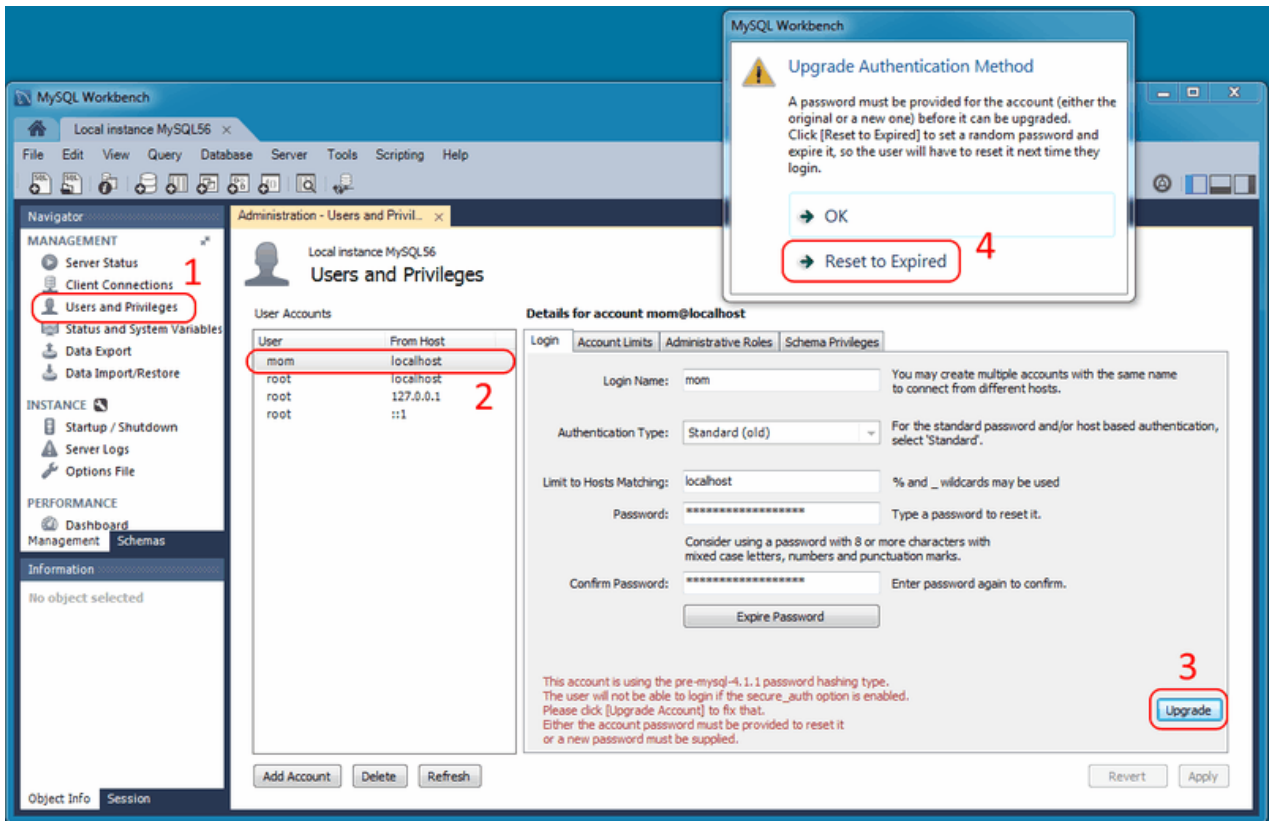 MySQL Workbench
Upgrade Authentication Method
A password must be provided for the account (either the
original or a new one) before it can be upgraded.
Click [Reset to Expired] to set a random password and
expire it, so the user will have to reset it next time they
login.
OK
Reset to Expired
4
MySQL Workbench
Local instance MySQL56
File Edit View Query Database Server Tools Scripting Help
Navigator
MANAGEMENT
Server Status
Client Connections
1
Users and Privileges
Status and System Variables
Data Export
Data Import/Restore
INSTANCE
Startup / Shutdown
Server Logs
Options File
PERFORMANCE
Dashboard
Management Schemas
Information
No object selected
Object Info Session
Administration - Users and Privil...
Local instance MySQL56
Users and Privileges
User Accounts
User From Host
mom localhost
root localhost
root 127.0.0.1
root ::1
2
Add Account Delete Refresh
Details for account mom@localhost
Login Account Limits Administrative Roles Schema Privileges
Login Name: mom You may create multiple accounts with the same name
to connect from different hosts.
Authentication Type: Standard (old) For the standard password and/or host based authentication,
select 'Standard'.
Limit to Hosts Matching: localhost % and _ wildcards may be used
Password: ****************** Type a password to reset it.
Consider using a password with 8 or more characters with
mixed case letters, numbers and punctuation marks.
Confirm Password: ****************** Enter password again to confirm.
Expire Password
This account is using the pre-mysql-4.1.1 password hashing type.
The user will not be able to login if the secure_auth option is enabled.
Please click [Upgrade Account] to fix that.
Either the account password must be provided to reset it
or a new password must be supplied.
3
Upgrade
Revert Apply